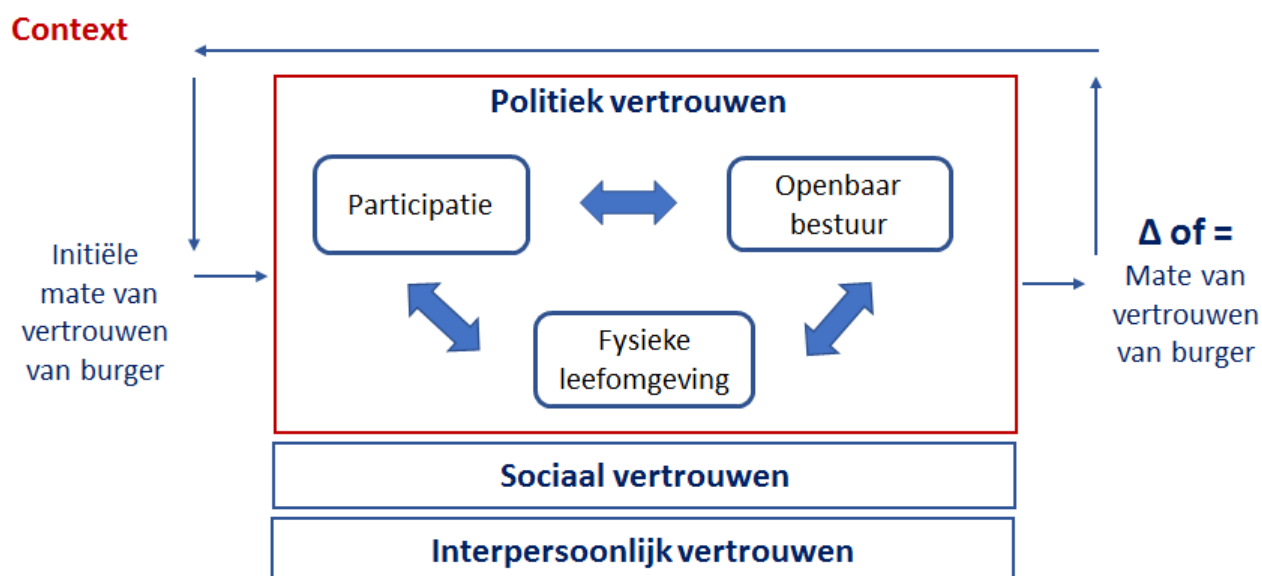 Context
Politiek vertrouwen
Participatie
Openbaar
bestuur
Fysieke
leefomgeving
Initiële
mate van
vertrouwen
van burger
Δ of =
Mate van
vertrouwen
van burger
Sociaal vertrouwen
Interpersoonlijk vertrouwen